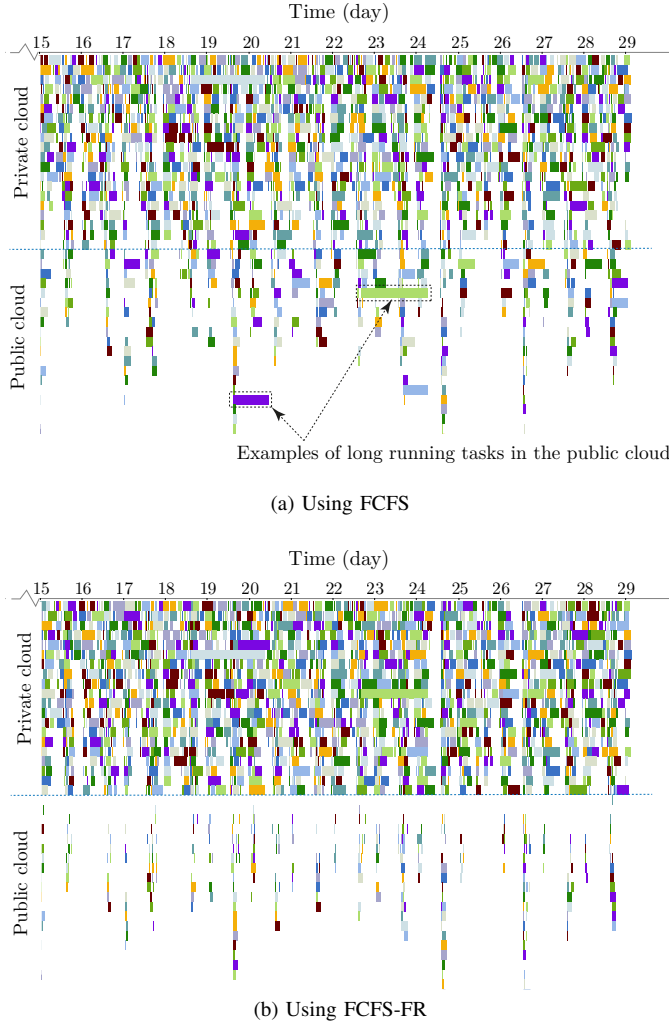 Time (day)
15 16 17 18 19 20 21 22 23 24 25 26 27 28 29
Private cloud
Public cloud
Examples of long running tasks in the public cloud
(a) Using FCFS
Time (day)
15 16 17 18 19 20 21 22 23 24 25 26 27 28 29
Private cloud
Public cloud
(b) Using FCFS-FR